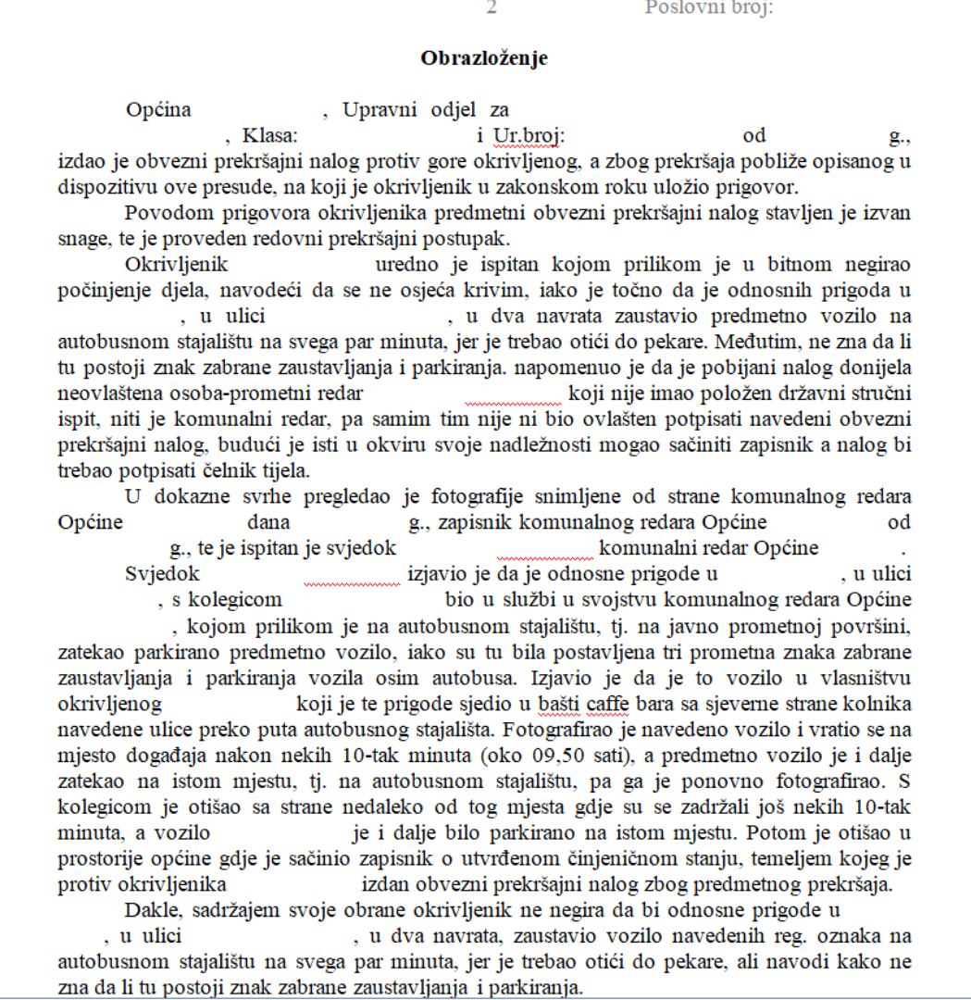 2 Poslovni broj:
Obrazloženje
Općina , Upravni odjel za
, Klasa: i Ur.broj: od g.,
izdao je obvezni prekršajni nalog protiv gore okrivljenog, a zbog prekršaja pobliže opisanog u
dispozitivu ove presude, na koji je okrivljenik u zakonskom roku uložio prigovor.
Povodom prigovora okrivljenika predmetni obvezni prekršajni nalog stavljen je izvan
snage, te je proveden redovni prekršajni postupak.
Okrivljenik uredno je ispitan kojom prilikom je u bitnom negirao
počinjenje djela, navodeći da se ne osjeća krivim, iako je točno da je odnosnih prigoda u
, u ulici , u dva navrata zaustavio predmetno vozilo na
autobusnom stajalištu na svega par minuta, jer je trebao otići do pekare. Međutim, ne zna da li
tu postoji znak zabrane zaustavljanja i parkiranja. napomenuo je da je pobijani nalog donijela
neovlaštena osoba-prometni redar koji nije imao položen državni stručni
ispit, niti je komunalni redar, pa samim tim nije ni bio ovlašten potpisati navedeni obvezni
prekršajni nalog, budući je isti u okviru svoje nadležnosti mogao sačiniti zapisnik a nalog bi
trebao potpisati čelnik tijela.
U dokazne svrhe pregledao je fotografije snimljene od strane komunalnog redara
Općine dana g., zapisnik komunalnog redara Općine od
g., te je ispitan je svjedok komunalni redar Općine .
Svjedok izjavio je da je odnosne prigode u , u ulici
, s kolegicom bio u službi u svojstvu komunalnog redara Općine
, kojom prilikom je na autobusnom stajalištu, tj. na javno prometnoj površini,
zatekao parkirano predmetno vozilo, iako su tu bila postavljena tri prometna znaka zabrane
zaustavljanja i parkiranja vozila osim autobusa. Izjavio je da je to vozilo u vlasništvu
okrivljenog koji je te prigode sjedio u bašti caffe bara sa sjeverne strane kolnika
navedene ulice preko puta autobusnog stajališta. Fotografirao je navedeno vozilo i vratio se na
mjesto događaja nakon nekih 10-tak minuta (oko 09,50 sati), a predmetno vozilo je i dalje
zatekao na istom mjestu, tj. na autobusnom stajalištu, pa ga je ponovno fotografirao. S
kolegicom je otišao sa strane nedaleko od tog mjesta gdje su se zadržali još nekih 10-tak
minuta, a vozilo je i dalje bilo parkirano na istom mjestu. Potom je otišao u
prostorije općine gdje je sačinio zapisnik o utvrđenom činjeničnom stanju, temeljem kojeg je
protiv okrivljenika izdan obvezni prekršajni nalog zbog predmetnog prekršaja.
Dakle, sadržajem svoje obrane okrivljenik ne negira da bi odnosne prigode u
, u ulici , u dva navrata, zaustavio vozilo navedenih reg. oznaka na
autobusnom stajalištu na svega par minuta, jer je trebao otići do pekare, ali navodi kako ne
zna da li tu postoji znak zabrane zaustavljanja i parkiranja.